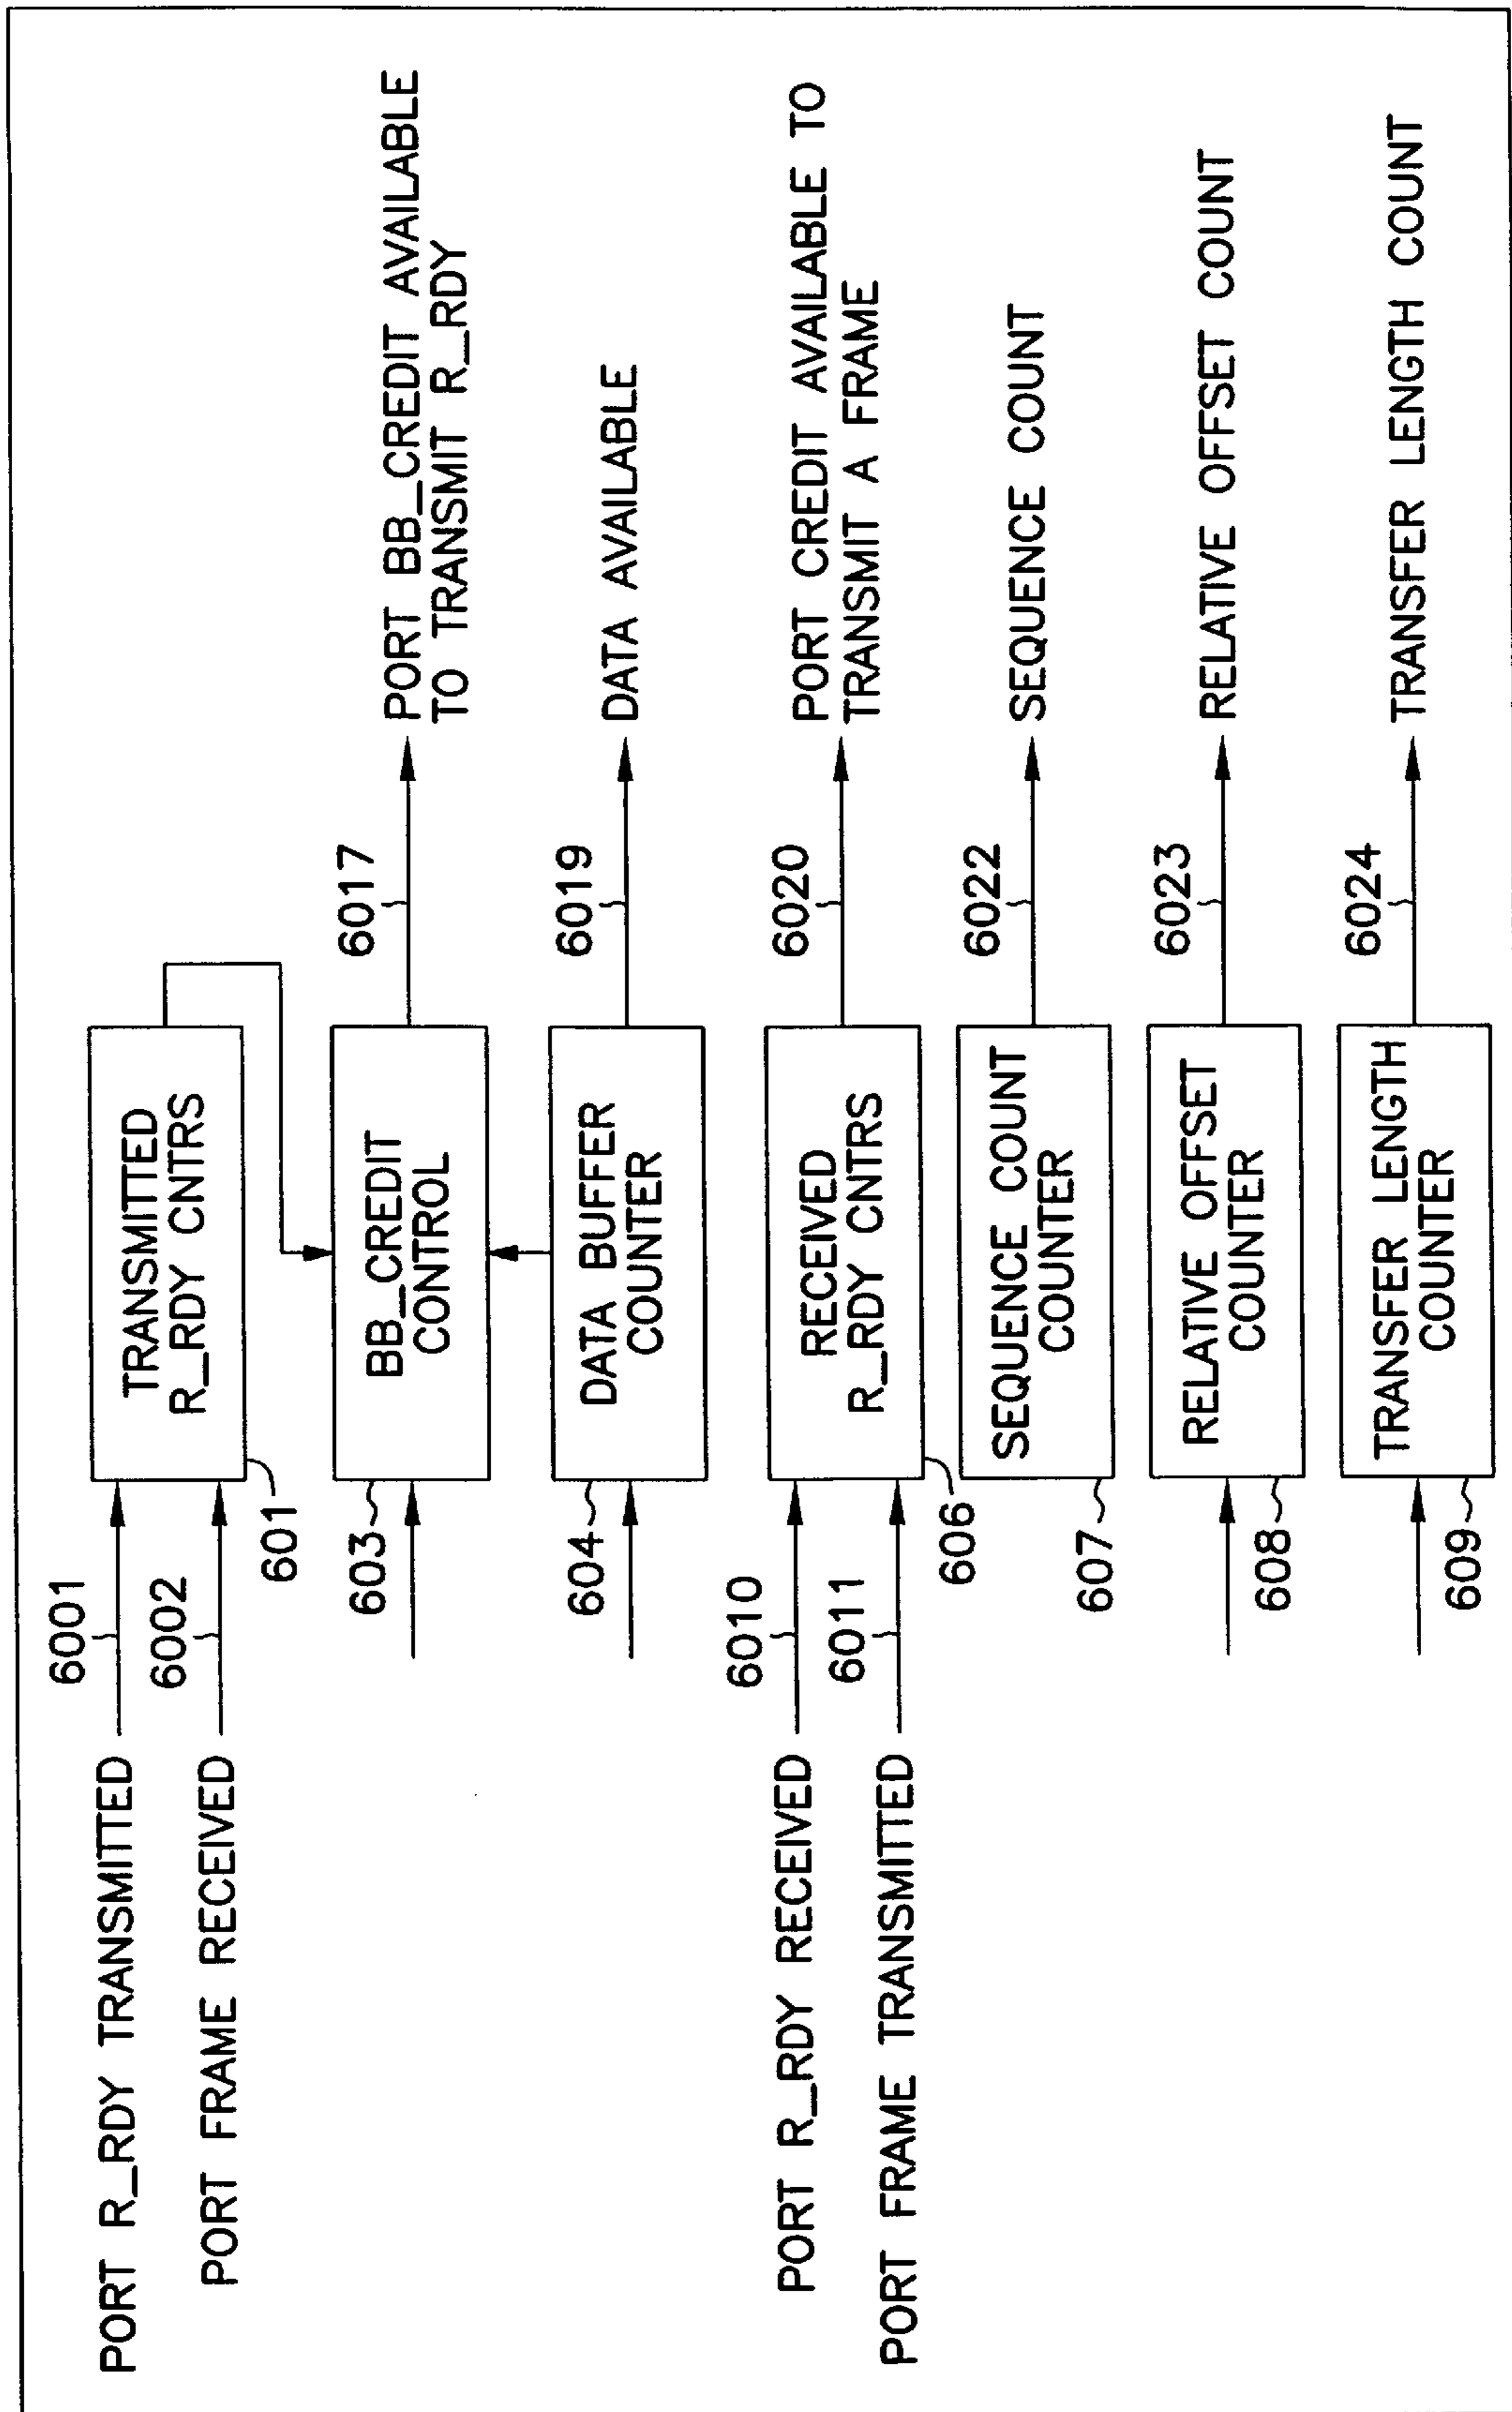 PORT R_RDY TRANSMITTED
6001
PORT FRAME RECEIVED
6002
TRANSMITTED
R_RDY CNTRS
601
603
BB_CREDIT
CONTROL
6017
PORT BB_CREDIT AVAILABLE
TO TRANSMIT R_RDY
604
DATA BUFFER
COUNTER
6019
DATA AVAILABLE
PORT R_RDY RECEIVED
6010
PORT FRAME TRANSMITTED
6011
RECEIVED
R_RDY CNTRS
606
6020
PORT CREDIT AVAILABLE TO
TRANSMIT A FRAME
607
SEQUENCE COUNT
COUNTER
6022
SEQUENCE COUNT
608
RELATIVE OFFSET
COUNTER
6023
RELATIVE OFFSET COUNT
609
TRANSFER LENGTH
COUNTER
6024
TRANSFER LENGTH COUNT